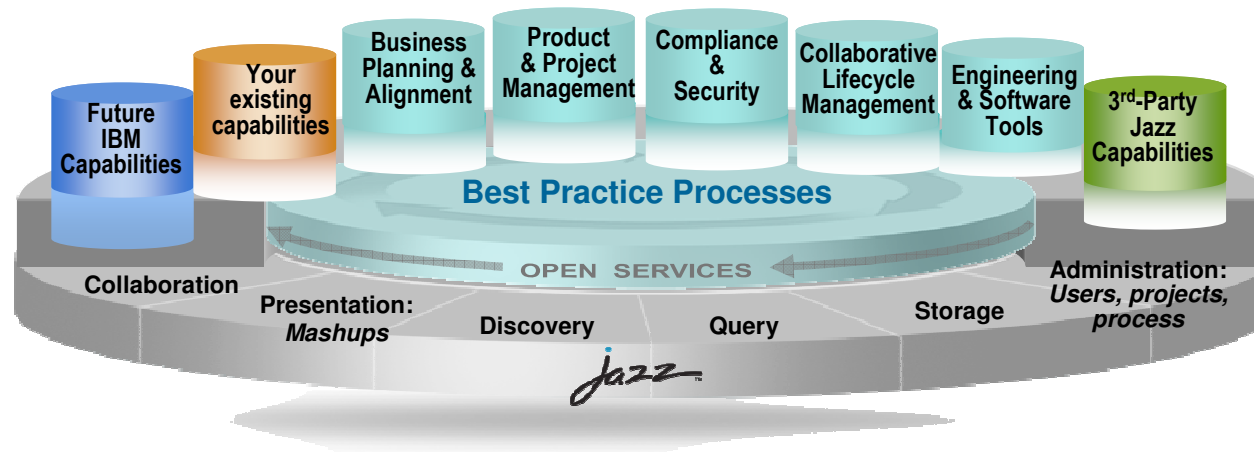 Future
IBM
Capabilities
Your
existing
capabilities
Business
Planning &
Alignment
Product
& Project
Management
Compliance
&
Security
Collaborative
Lifecycle
Management
Engineering
& Software
Tools
3rd-Party
Jazz
Capabilities
Best Practice Processes
OPEN SERVICES
Collaboration
Presentation:
Mashups
Discovery
Query
Storage
Administration:
Users, projects,
process
jazz™